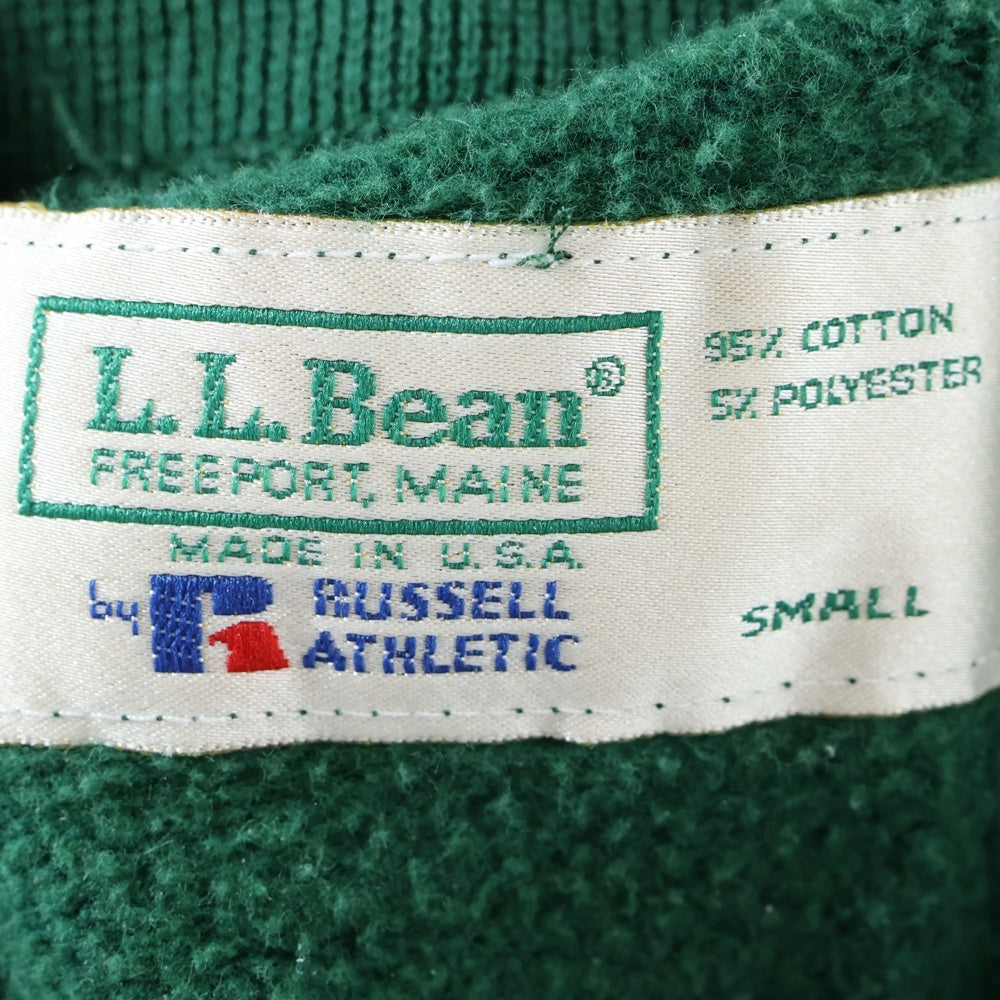 L.L.Bean®
FREEPORT, MAINE
MADE IN U.S.A.
by R RUSSELL
ATHLETIC
95% COTTON
5% POLYESTER
SMALL